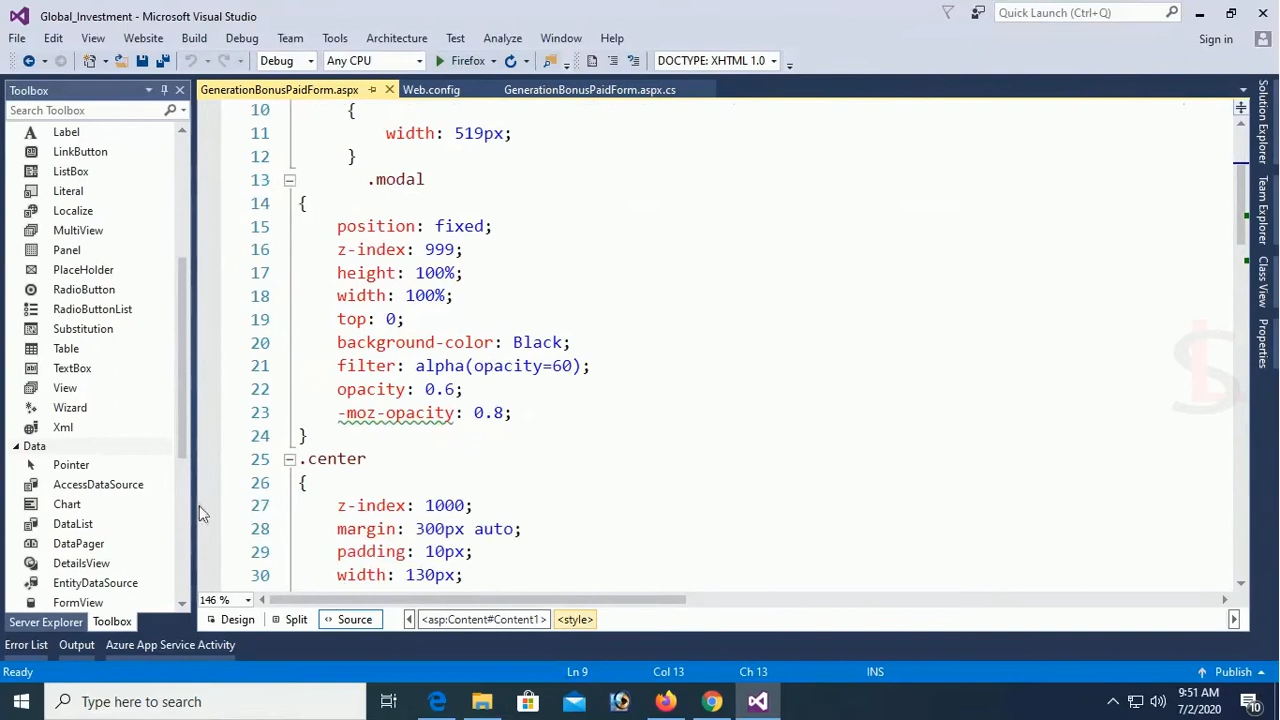 Global_Investment - Microsoft Visual Studio
Quick Launch (Ctrl+Q)
File Edit View Website Build Debug Team Tools Architecture Test Analyze Window Help
Sign in
Debug Any CPU Firefox DOCTYPE: XHTML 1.0
Toolbox
GenerationBonusPaidForm.aspx Web.config GenerationBonusPaidForm.aspx.cs
Search Toolbox
Label
LinkButton
ListBox
Literal
Localize
MultiView
Panel
PlaceHolder
RadioButton
RadioButtonList
Substitution
Table
TextBox
View
Wizard
Xml
Data
Pointer
AccessDataSource
Chart
DataList
DataPager
DetailsView
EntityDataSource
FormView
Server Explorer Toolbox
10 {
11 width: 519px;
12 }
13 .modal
14 {
15 position: fixed;
16 z-index: 999;
17 height: 100%;
18 width: 100%;
19 top: 0;
20 background-color: Black;
21 filter: alpha(opacity=60);
22 opacity: 0.6;
23 -moz-opacity: 0.8;
24 }
25 .center
26 {
27 z-index: 1000;
28 margin: 300px auto;
29 padding: 10px;
30 width: 130px;
146 %
Design Split Source <asp:Content#Content1> <style>
Solution Explorer
Team Explorer
Class View
Properties
Error List Output Azure App Service Activity
Ready Ln 9 Col 13 Ch 13 INS Publish
Type here to search
9:51 AM
7/2/2020
10